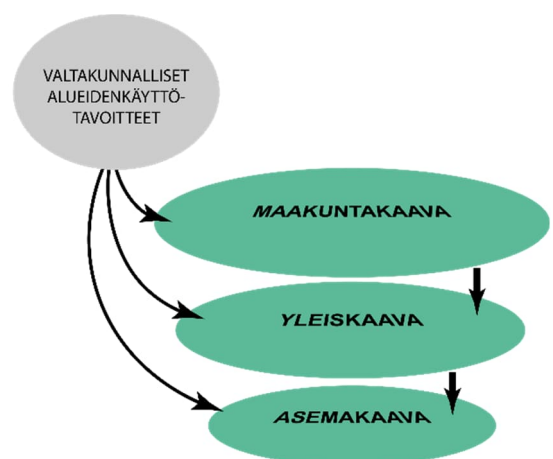 VALTAKUNNALLISET
ALUEIDENKÄYTTÖ-
TAVOITTEET
MAAKUNTAKAAVA
YLEISKAAVA
ASEMAKAAVA